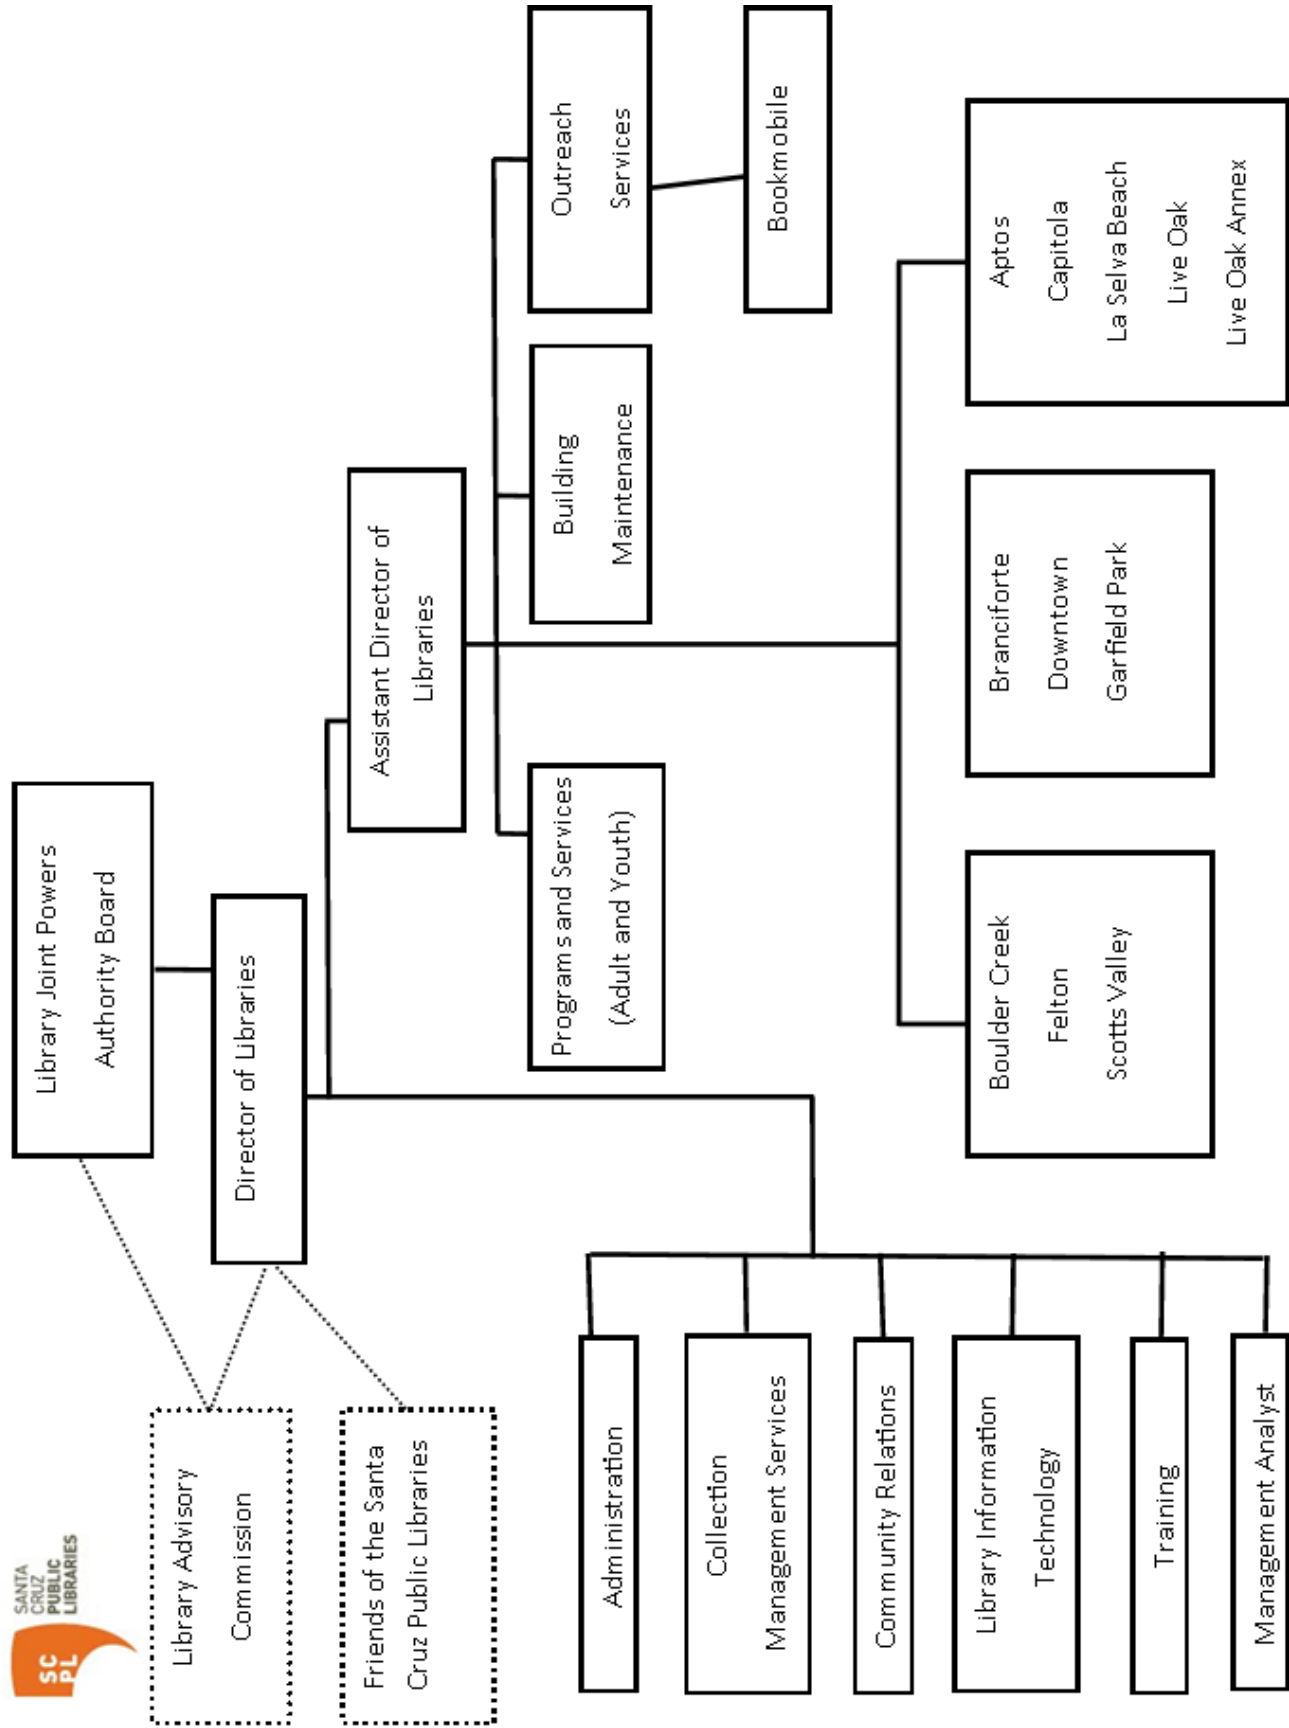 SC
PL
SANTA
CRUZ
PUBLIC
LIBRARIES
Library Joint Powers
Authority Board
Library Advisory
Commission
Director of Libraries
Friends of the Santa
Cruz Public Libraries
Assistant Director of
Libraries
Administration
Collection
Management Services
Community Relations
Library Information
Technology
Training
Management Analyst
Programs and Services
(Adult and Youth)
Building
Maintenance
Outreach
Services
Bookmobile
Boulder Creek
Felton
Scotts Valley
Branciforte
Downtown
Garfield Park
Aptos
Capitola
La Selva Beach
Live Oak
Live Oak Annex